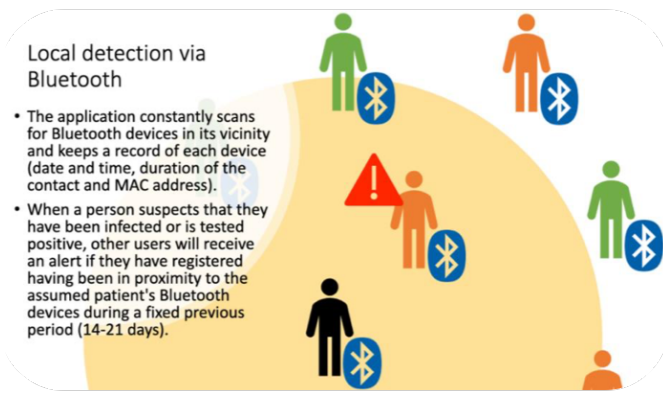 Local detection via
Bluetooth
• The application constantly scans
for Bluetooth devices in its vicinity
and keeps a record of each device
(date and time, duration of the
contact and MAC address).
• When a person suspects that they
have been infected or is tested
positive, other users will receive
an alert if they have registered
having been in proximity to the
assumed patient's Bluetooth
devices during a fixed previous
period (14-21 days).